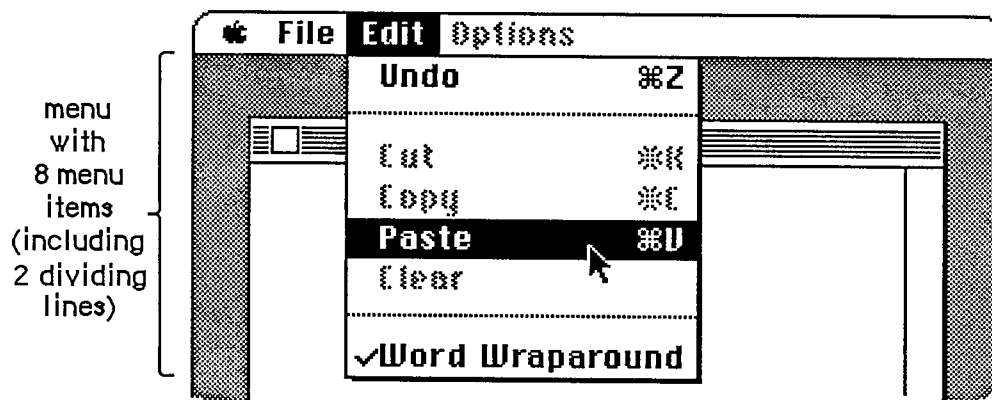 File Edit Options
Undo ⌘Z
Cut ⌘X
Copy ⌘C
Paste ⌘V
Clear
✓Word Wraparound
menu
with
8 menu
items
(including
2 dividing
lines)